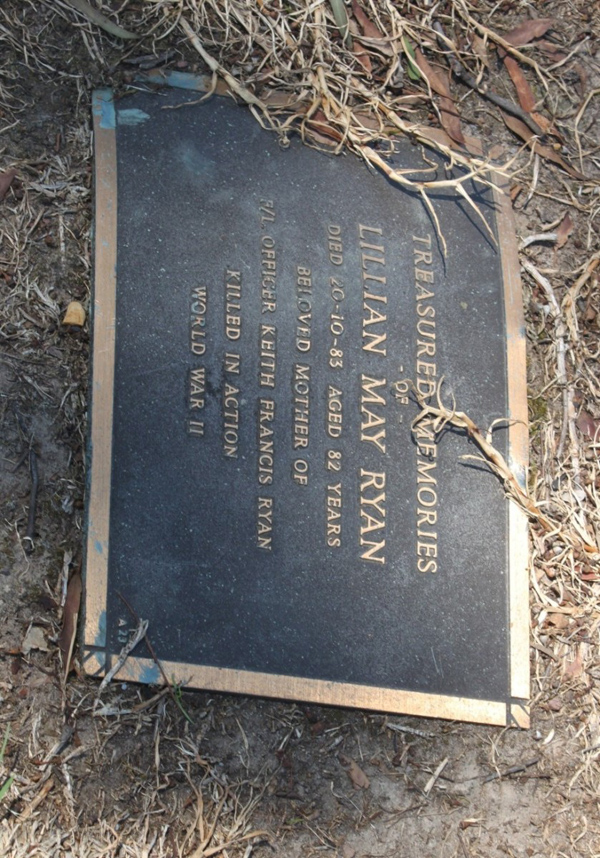 TREASURED MEMORIES
- OF -
LILLIAN MAY RYAN
DIED 20-10-83 AGED 82 YEARS
BELOVED MOTHER OF
F/L. OFFICER KEITH FRANCIS RYAN
KILLED IN ACTION
WORLD WAR II